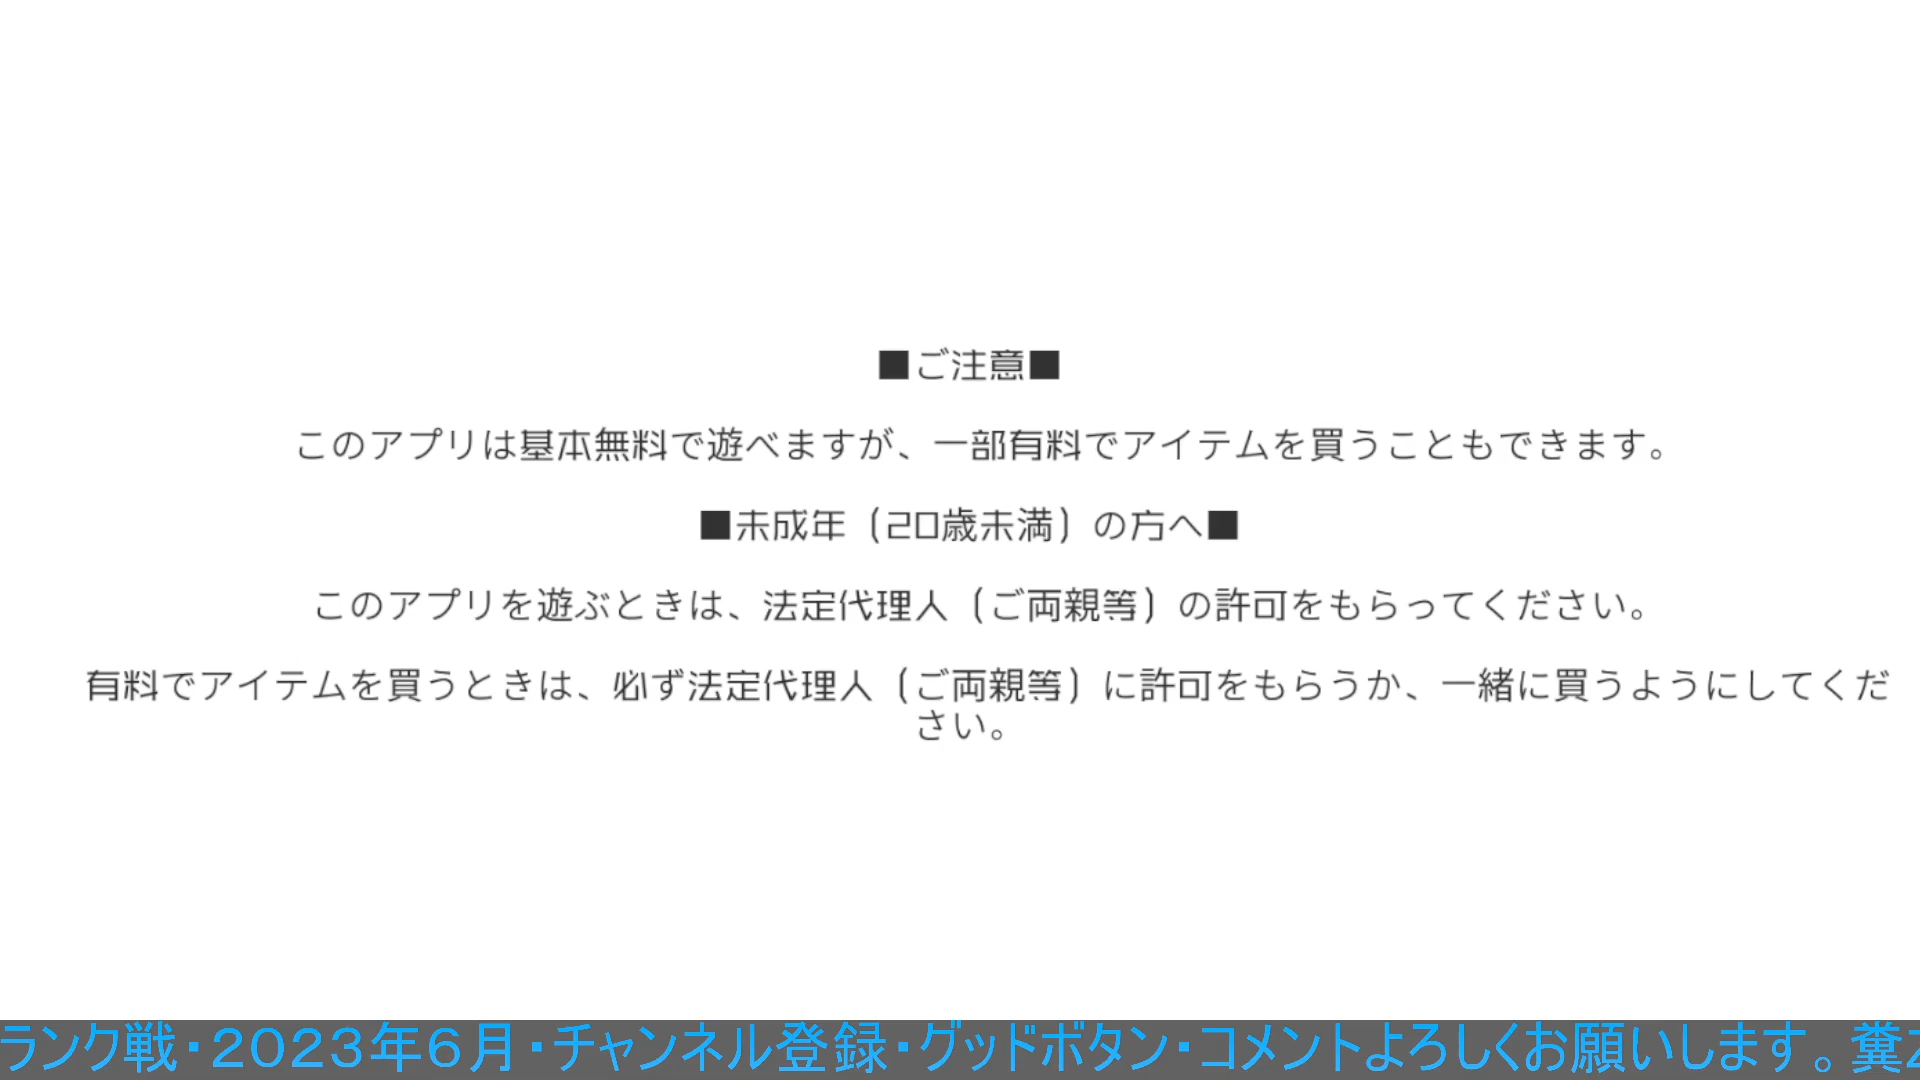 ■ご注意■
このアプリは基本無料で遊べますが、一部有料でアイテムを買うこともできます。
■未成年（20歳未満）の方へ■
このアプリを遊ぶときは、法定代理人（ご両親等）の許可をもらってください。
有料でアイテムを買うときは、必ず法定代理人（ご両親等）に許可をもらうか、一緒に買うようにしてくだ
さい。
ランク戦・２０２３年６月・チャンネル登録・グッドボタン・コメントよろしくお願いします。糞